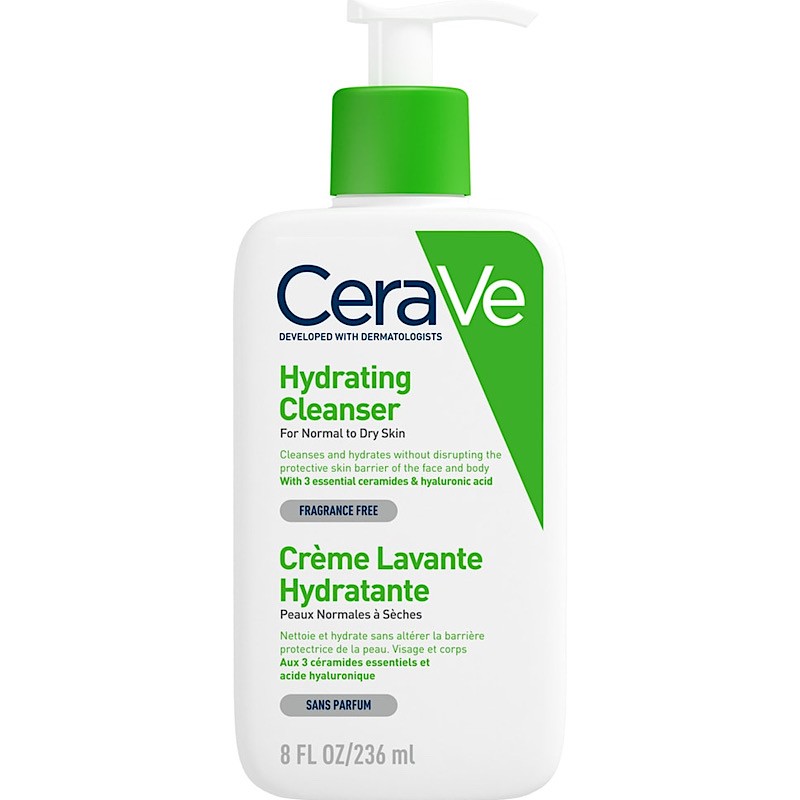 CeraVe
DEVELOPED WITH DERMATOLOGISTS
Hydrating
Cleanser
For Normal to Dry Skin
Cleanses and hydrates without disrupting the
protective skin barrier of the face and body
With 3 essential ceramides & hyaluronic acid
FRAGRANCE FREE
Crème Lavante
Hydratante
Peaux Normales à Sèches
Nettoie et hydrate sans altérer la barrière
protectrice de la peau. Visage et corps
Aux 3 céramides essentiels et
acide hyaluronique
SANS PARFUM
8 FL OZ/236 ml